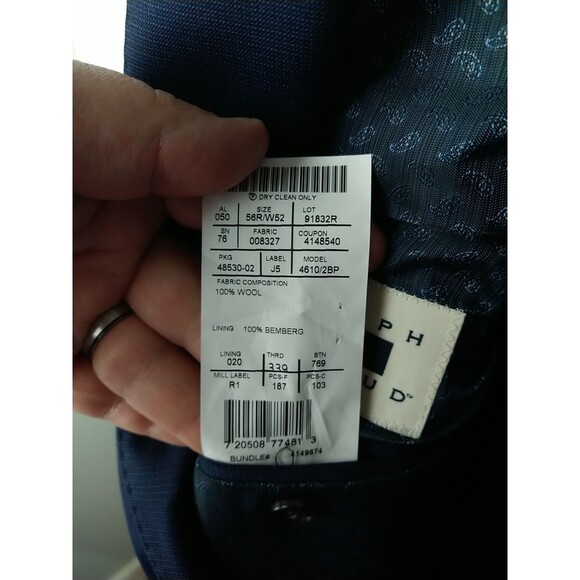 Ⓟ DRY CLEAN ONLY
AL SIZE LOT
050 56R/W52 91832R
SN FABRIC COUPON
76 008327 4148540
PKG LABEL MODEL
48530-02 J5 4610/2BP
FABRIC COMPOSITION
100% WOOL
LINING 100% BEMBERG
LINING THRD BTN
020 339 769
MILL LABEL PCS-F PCS-C
R1 187 103
7 20508 77481 3
BUNDLE# 4149874
PH
UD™